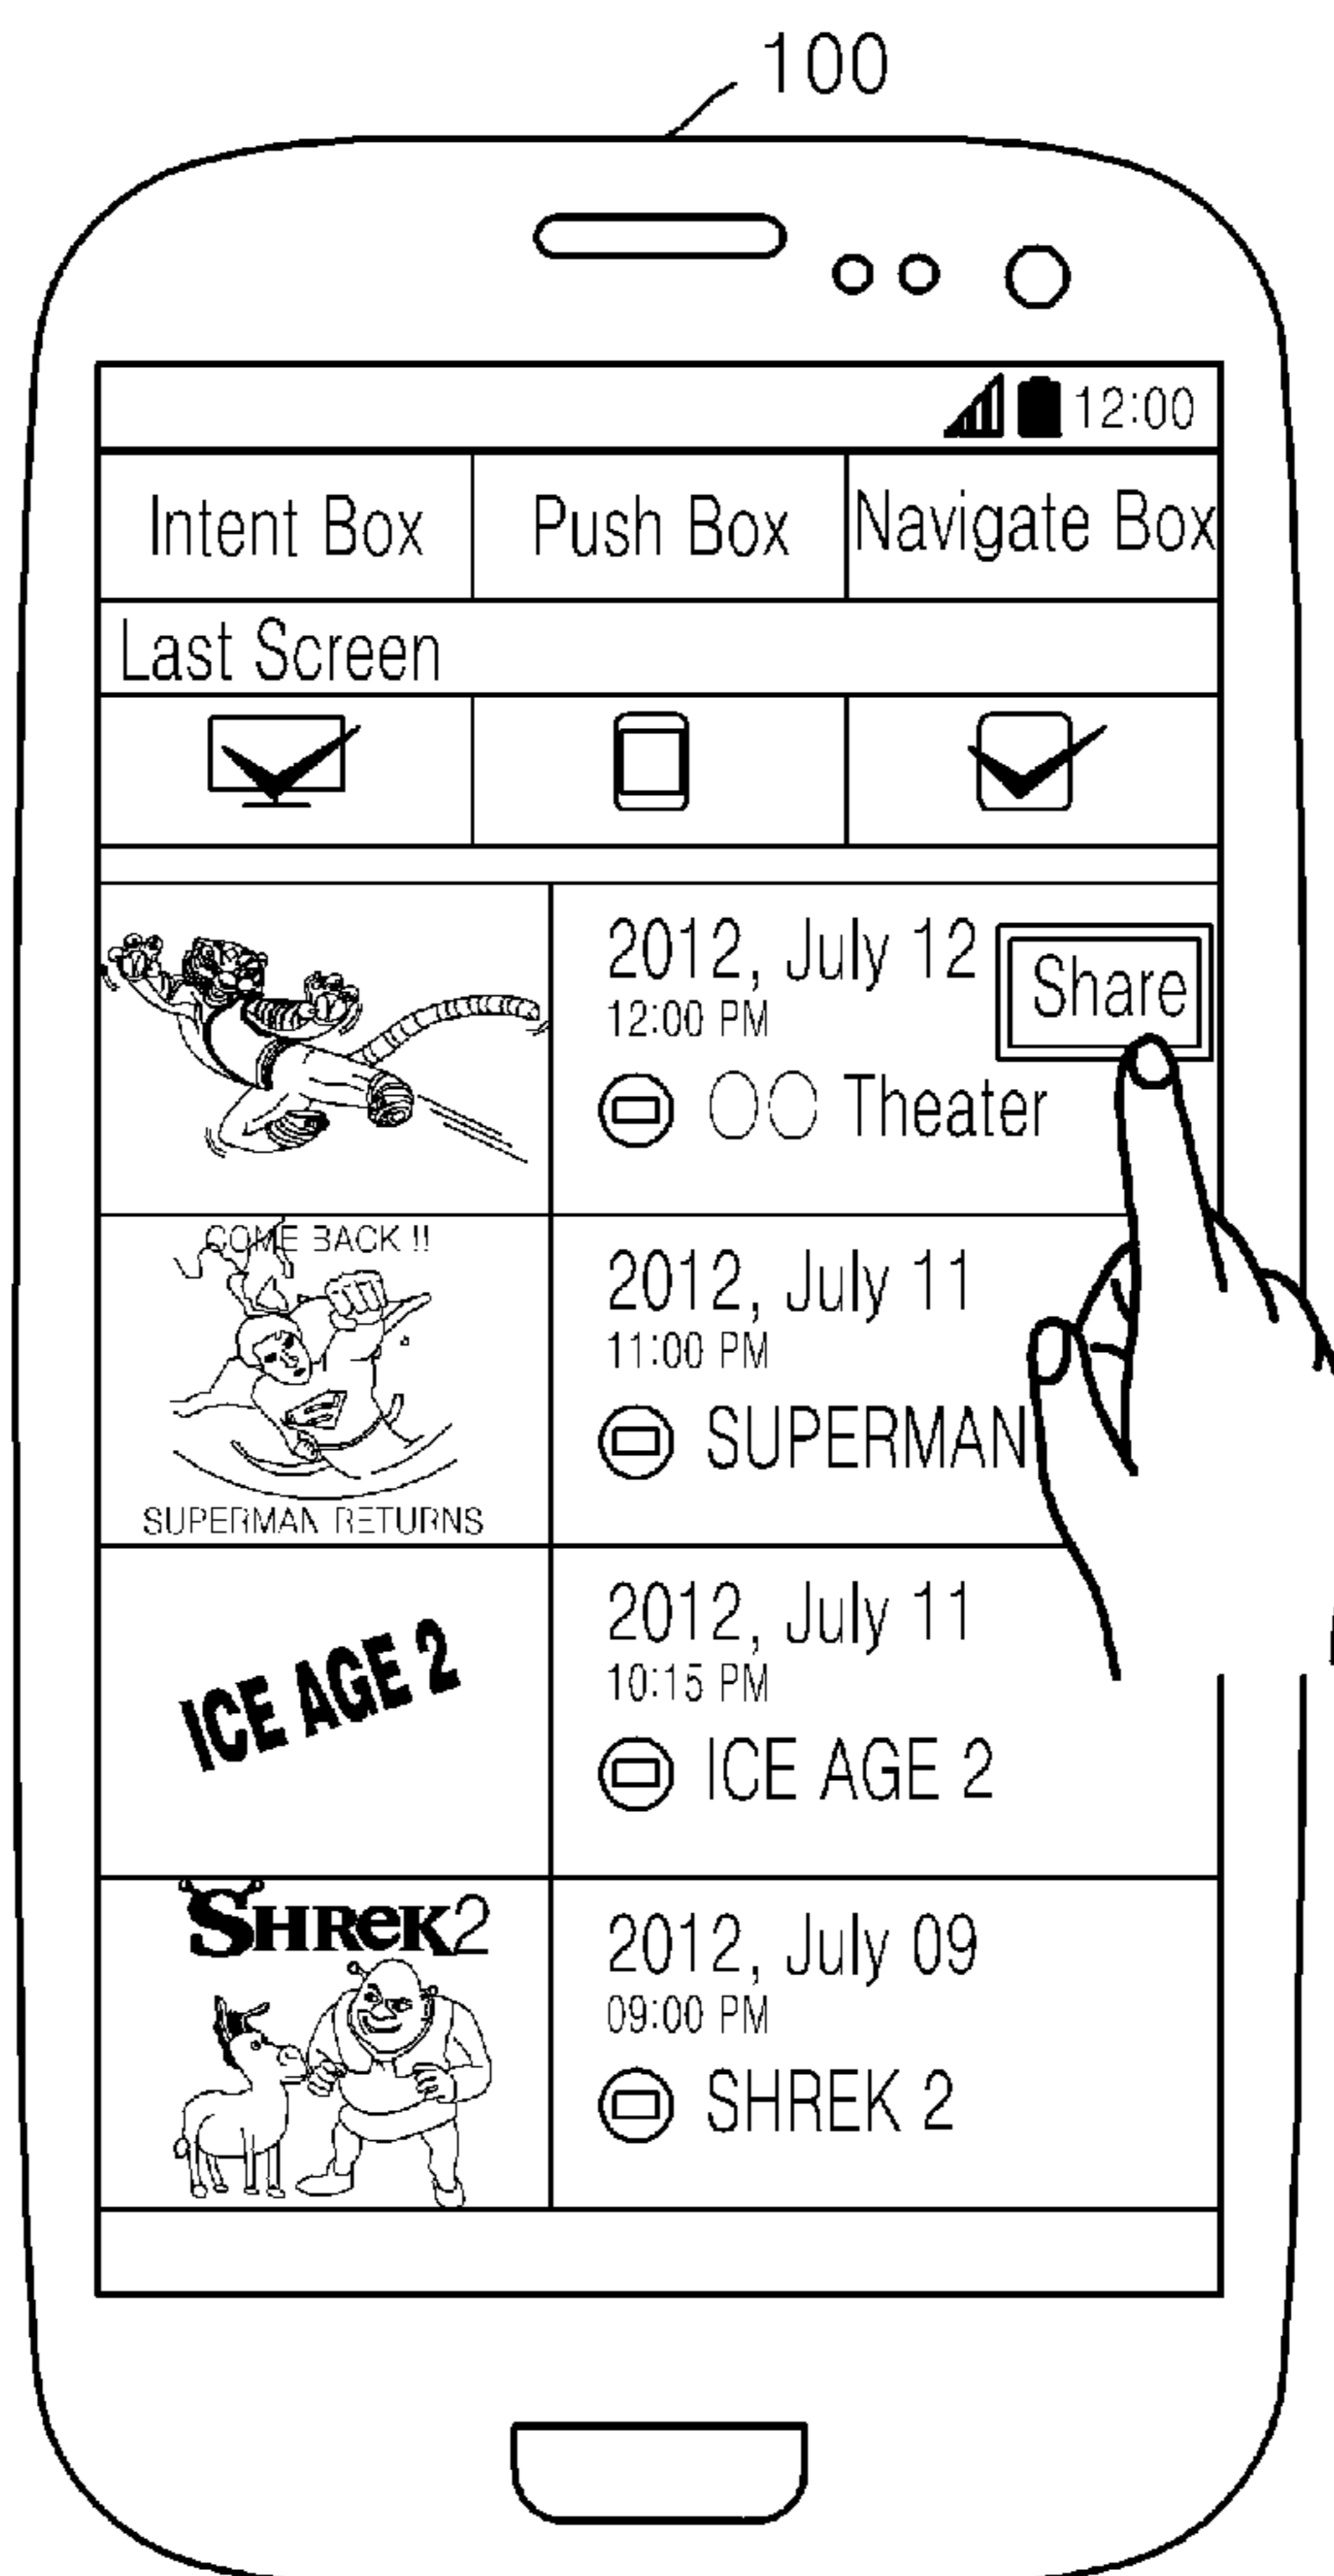 100
12:00
Intent Box Push Box Navigate Box
Last Screen
2012, July 12
Share
12:00 PM
○○ Theater
COME BACK !!
2012, July 11
11:00 PM
SUPERMAN
SUPERMAN RETURNS
ICE AGE 2
2012, July 11
10:15 PM
ICE AGE 2
SHREK 2
2012, July 09
09:00 PM
SHREK 2